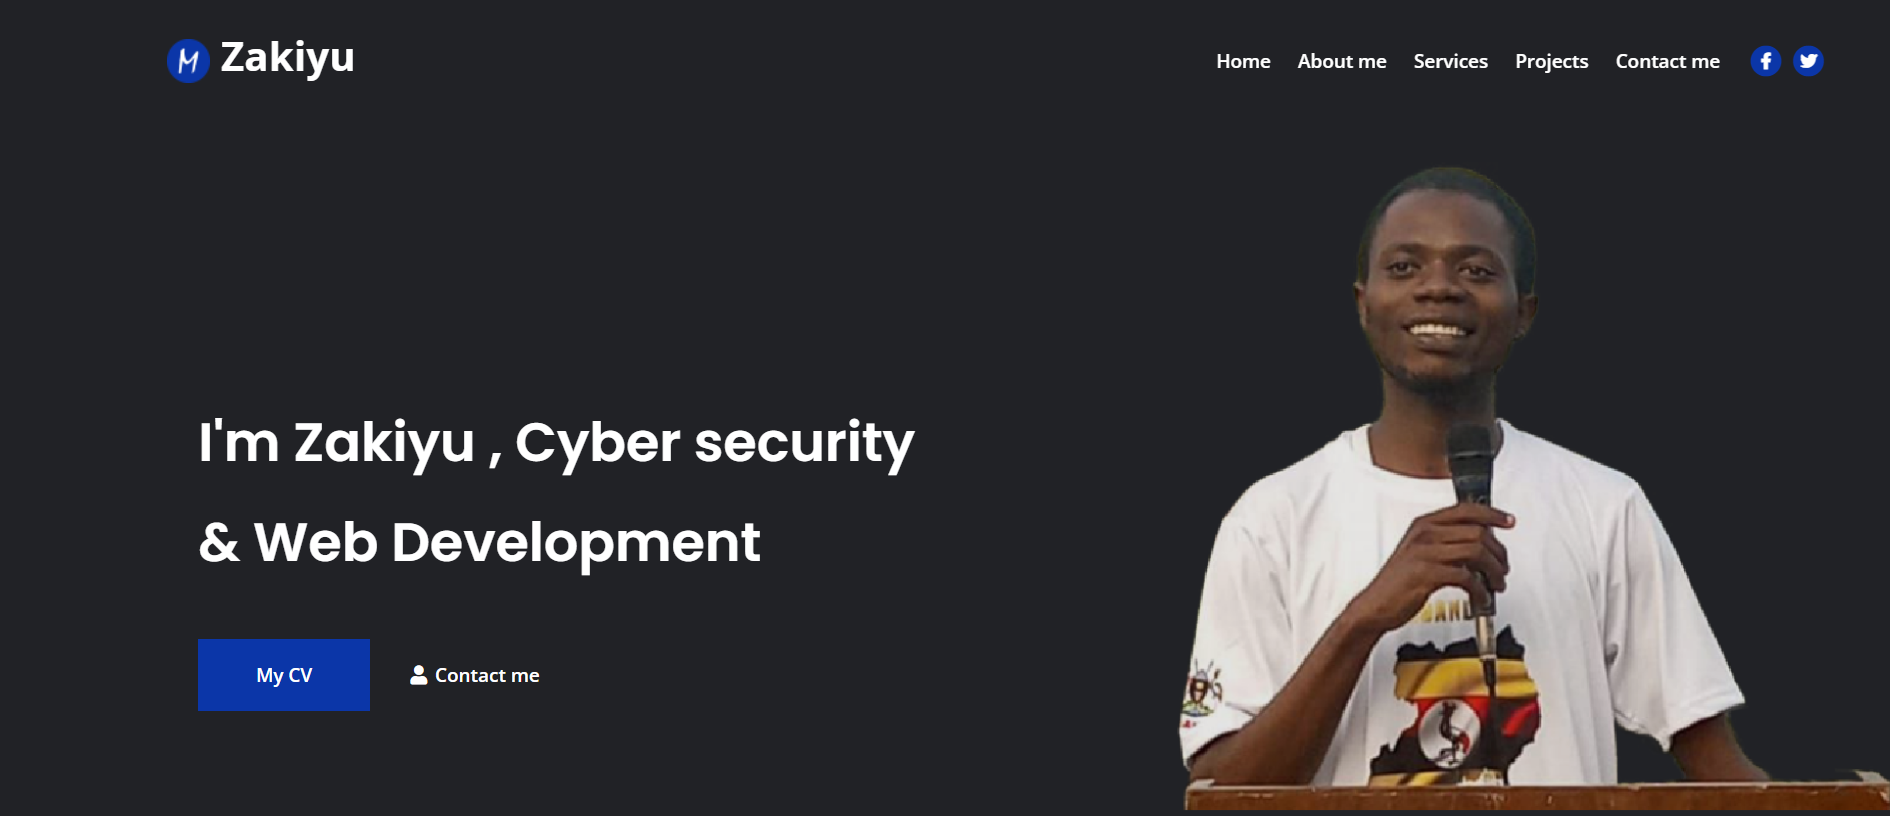 M Zakiyu
Home About me Services Projects Contact me
I'm Zakiyu , Cyber security
& Web Development
My CV Contact me